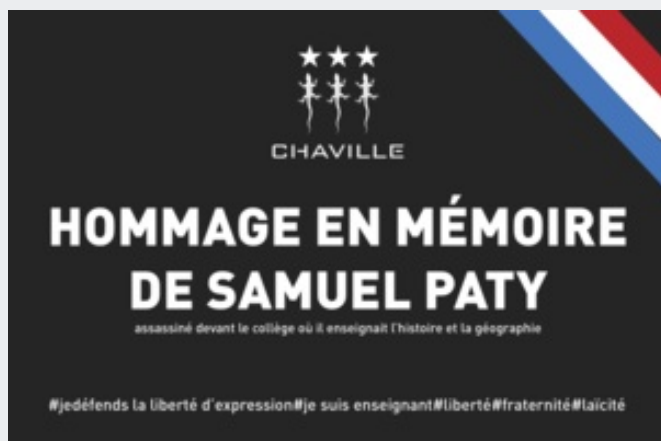 CHAVILLE
HOMMAGE EN MÉMOIRE
DE SAMUEL PATY
assassiné devant le collège où il enseignait l'histoire et la géographie
#jedéfends la liberté d'expression#je suis enseignant#liberté#fraternité#laïcité